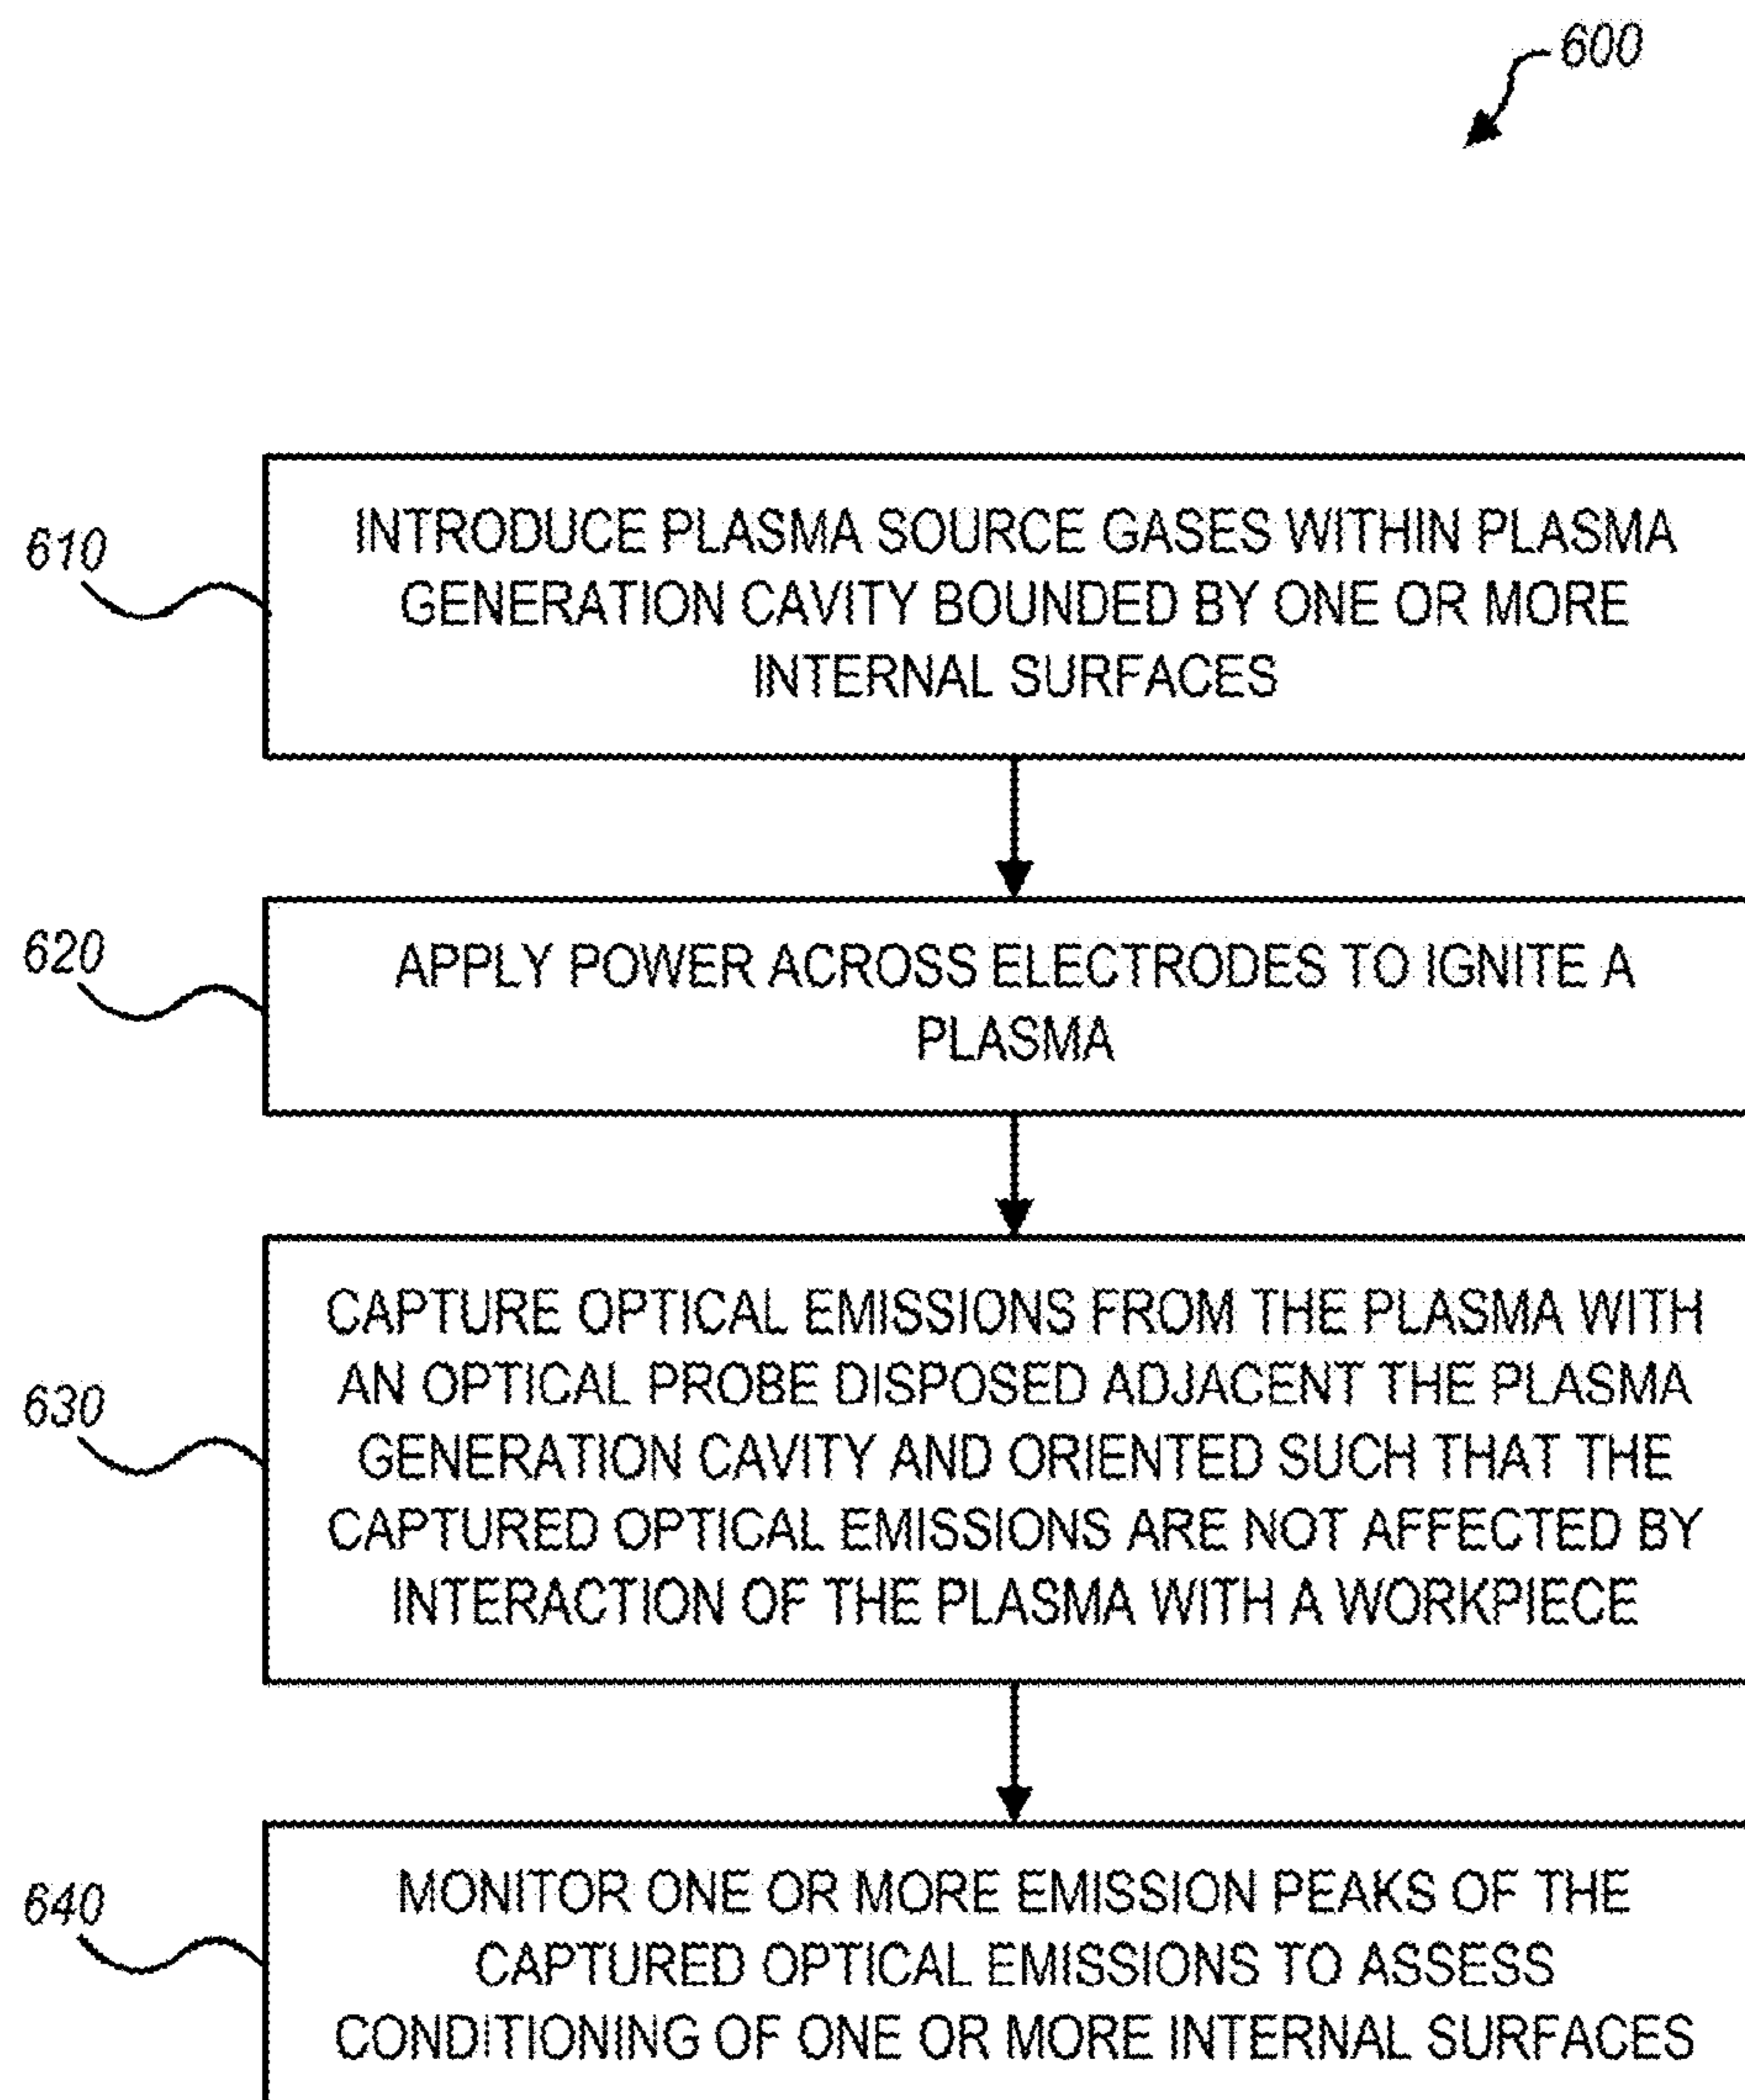 600
610
INTRODUCE PLASMA SOURCE GASES WITHIN PLASMA
GENERATION CAVITY BOUNDED BY ONE OR MORE
INTERNAL SURFACES
620
APPLY POWER ACROSS ELECTRODES TO IGNITE A
PLASMA
630
CAPTURE OPTICAL EMISSIONS FROM THE PLASMA WITH
AN OPTICAL PROBE DISPOSED ADJACENT THE PLASMA
GENERATION CAVITY AND ORIENTED SUCH THAT THE
CAPTURED OPTICAL EMISSIONS ARE NOT AFFECTED BY
INTERACTION OF THE PLASMA WITH A WORKPIECE
640
MONITOR ONE OR MORE EMISSION PEAKS OF THE
CAPTURED OPTICAL EMISSIONS TO ASSESS
CONDITIONING OF ONE OR MORE INTERNAL SURFACES